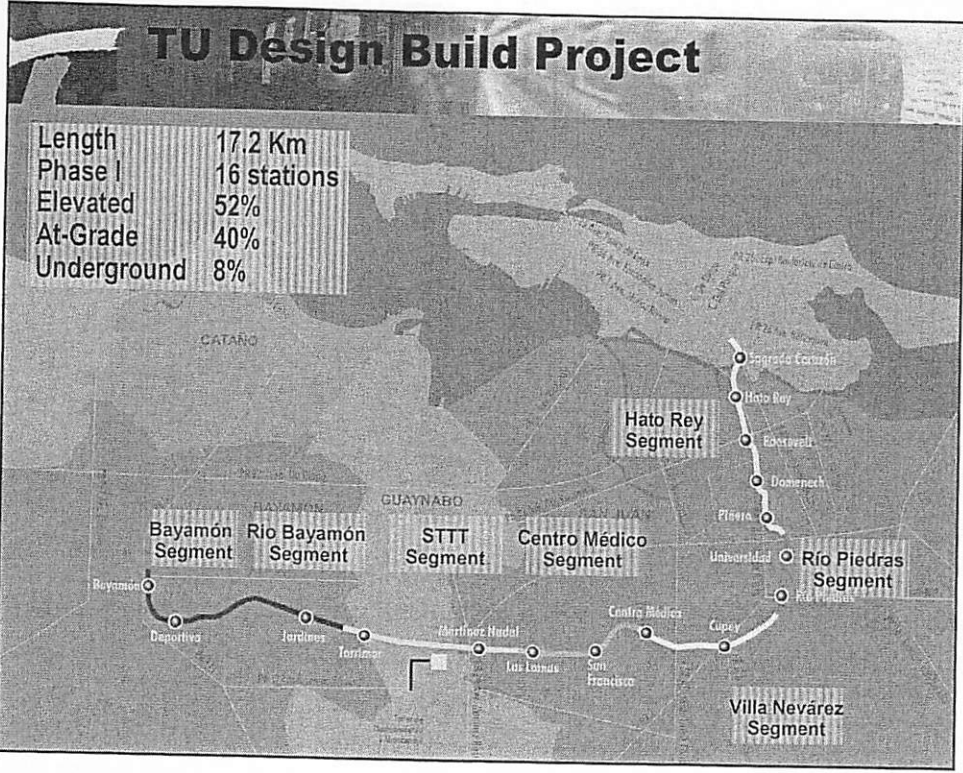 TU Design Build Project
Length 17.2 Km
Phase I 16 stations
Elevated 52%
At-Grade 40%
Underground 8%
CATAÑO
Sagrado Corazón
Hato Rey
Hato Rey
Segment
Roosevelt
Domenech
Piñero
BAYAMON
GUAYNABO
SAN JUAN
Bayamón
Segment
Rio Bayamón
Segment
STTT
Segment
Centro Médico
Segment
Universidad
Río Piedras
Segment
Bayamón
Río Piedras
Deportivo
Jardines
Torrimar
Martínez Nadal
Las Lomas
San
Francisco
Centro Médico
Cupey
Villa Nevárez
Segment